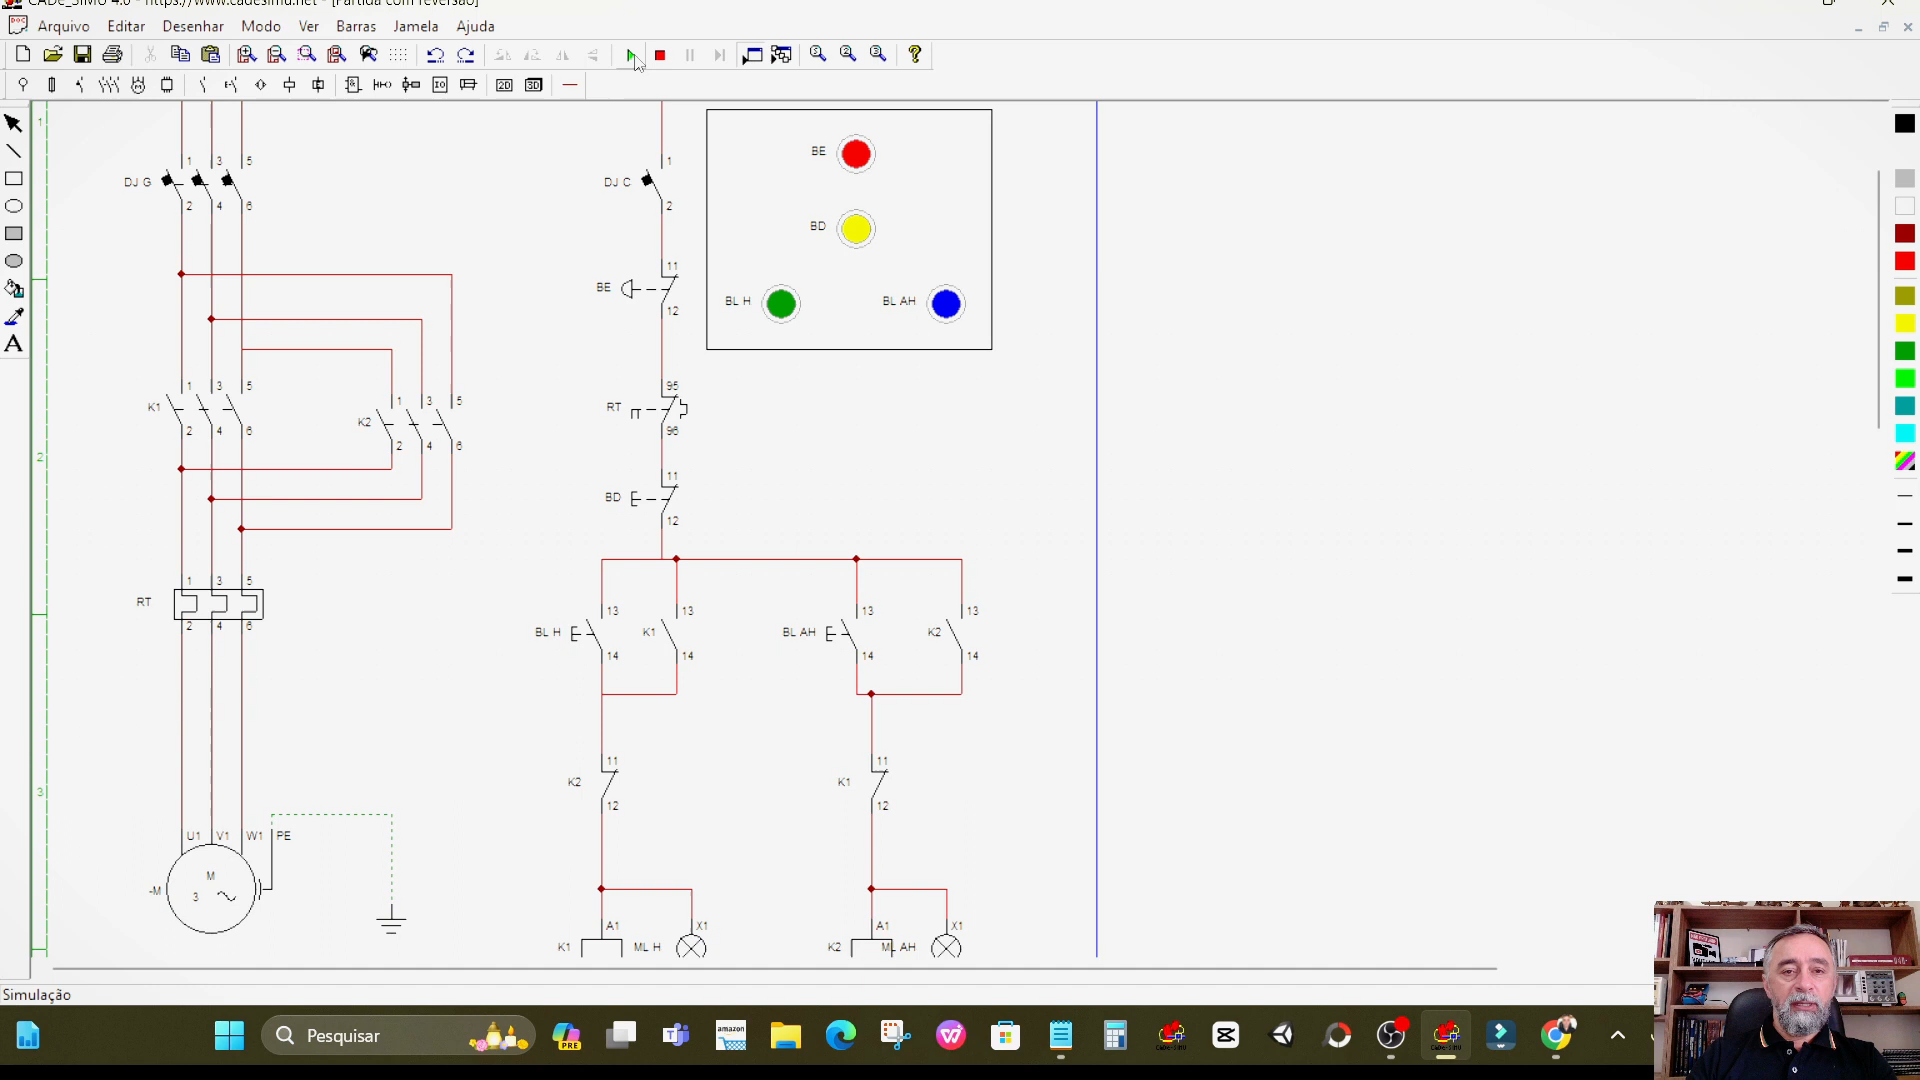 CADe_SIMU 4.0 - https://www.cadesimu.net - [Partida com reversão]
Arquivo Editar Desenhar Modo Ver Barras Janela Ajuda
1
1 3 5
DJ G
2 4 6
1
DJ C
2
BE
BD
BL H
BL AH
11
BE
12
1 3 5
K1
2 4 6
1 3 5
K2
2 4 6
95
RT
96
2
11
BD
12
1 3 5
RT
2 4 6
13 13 13 13
BL H K1 BL AH K2
14 14 14 14
11 11
K2 K1
12 12
3
U1 V1 W1 PE
M
-M 3
A1 X1 A1 X1
K1 ML H K2 ML AH
Simulação
Pesquisar
PRE
amazon